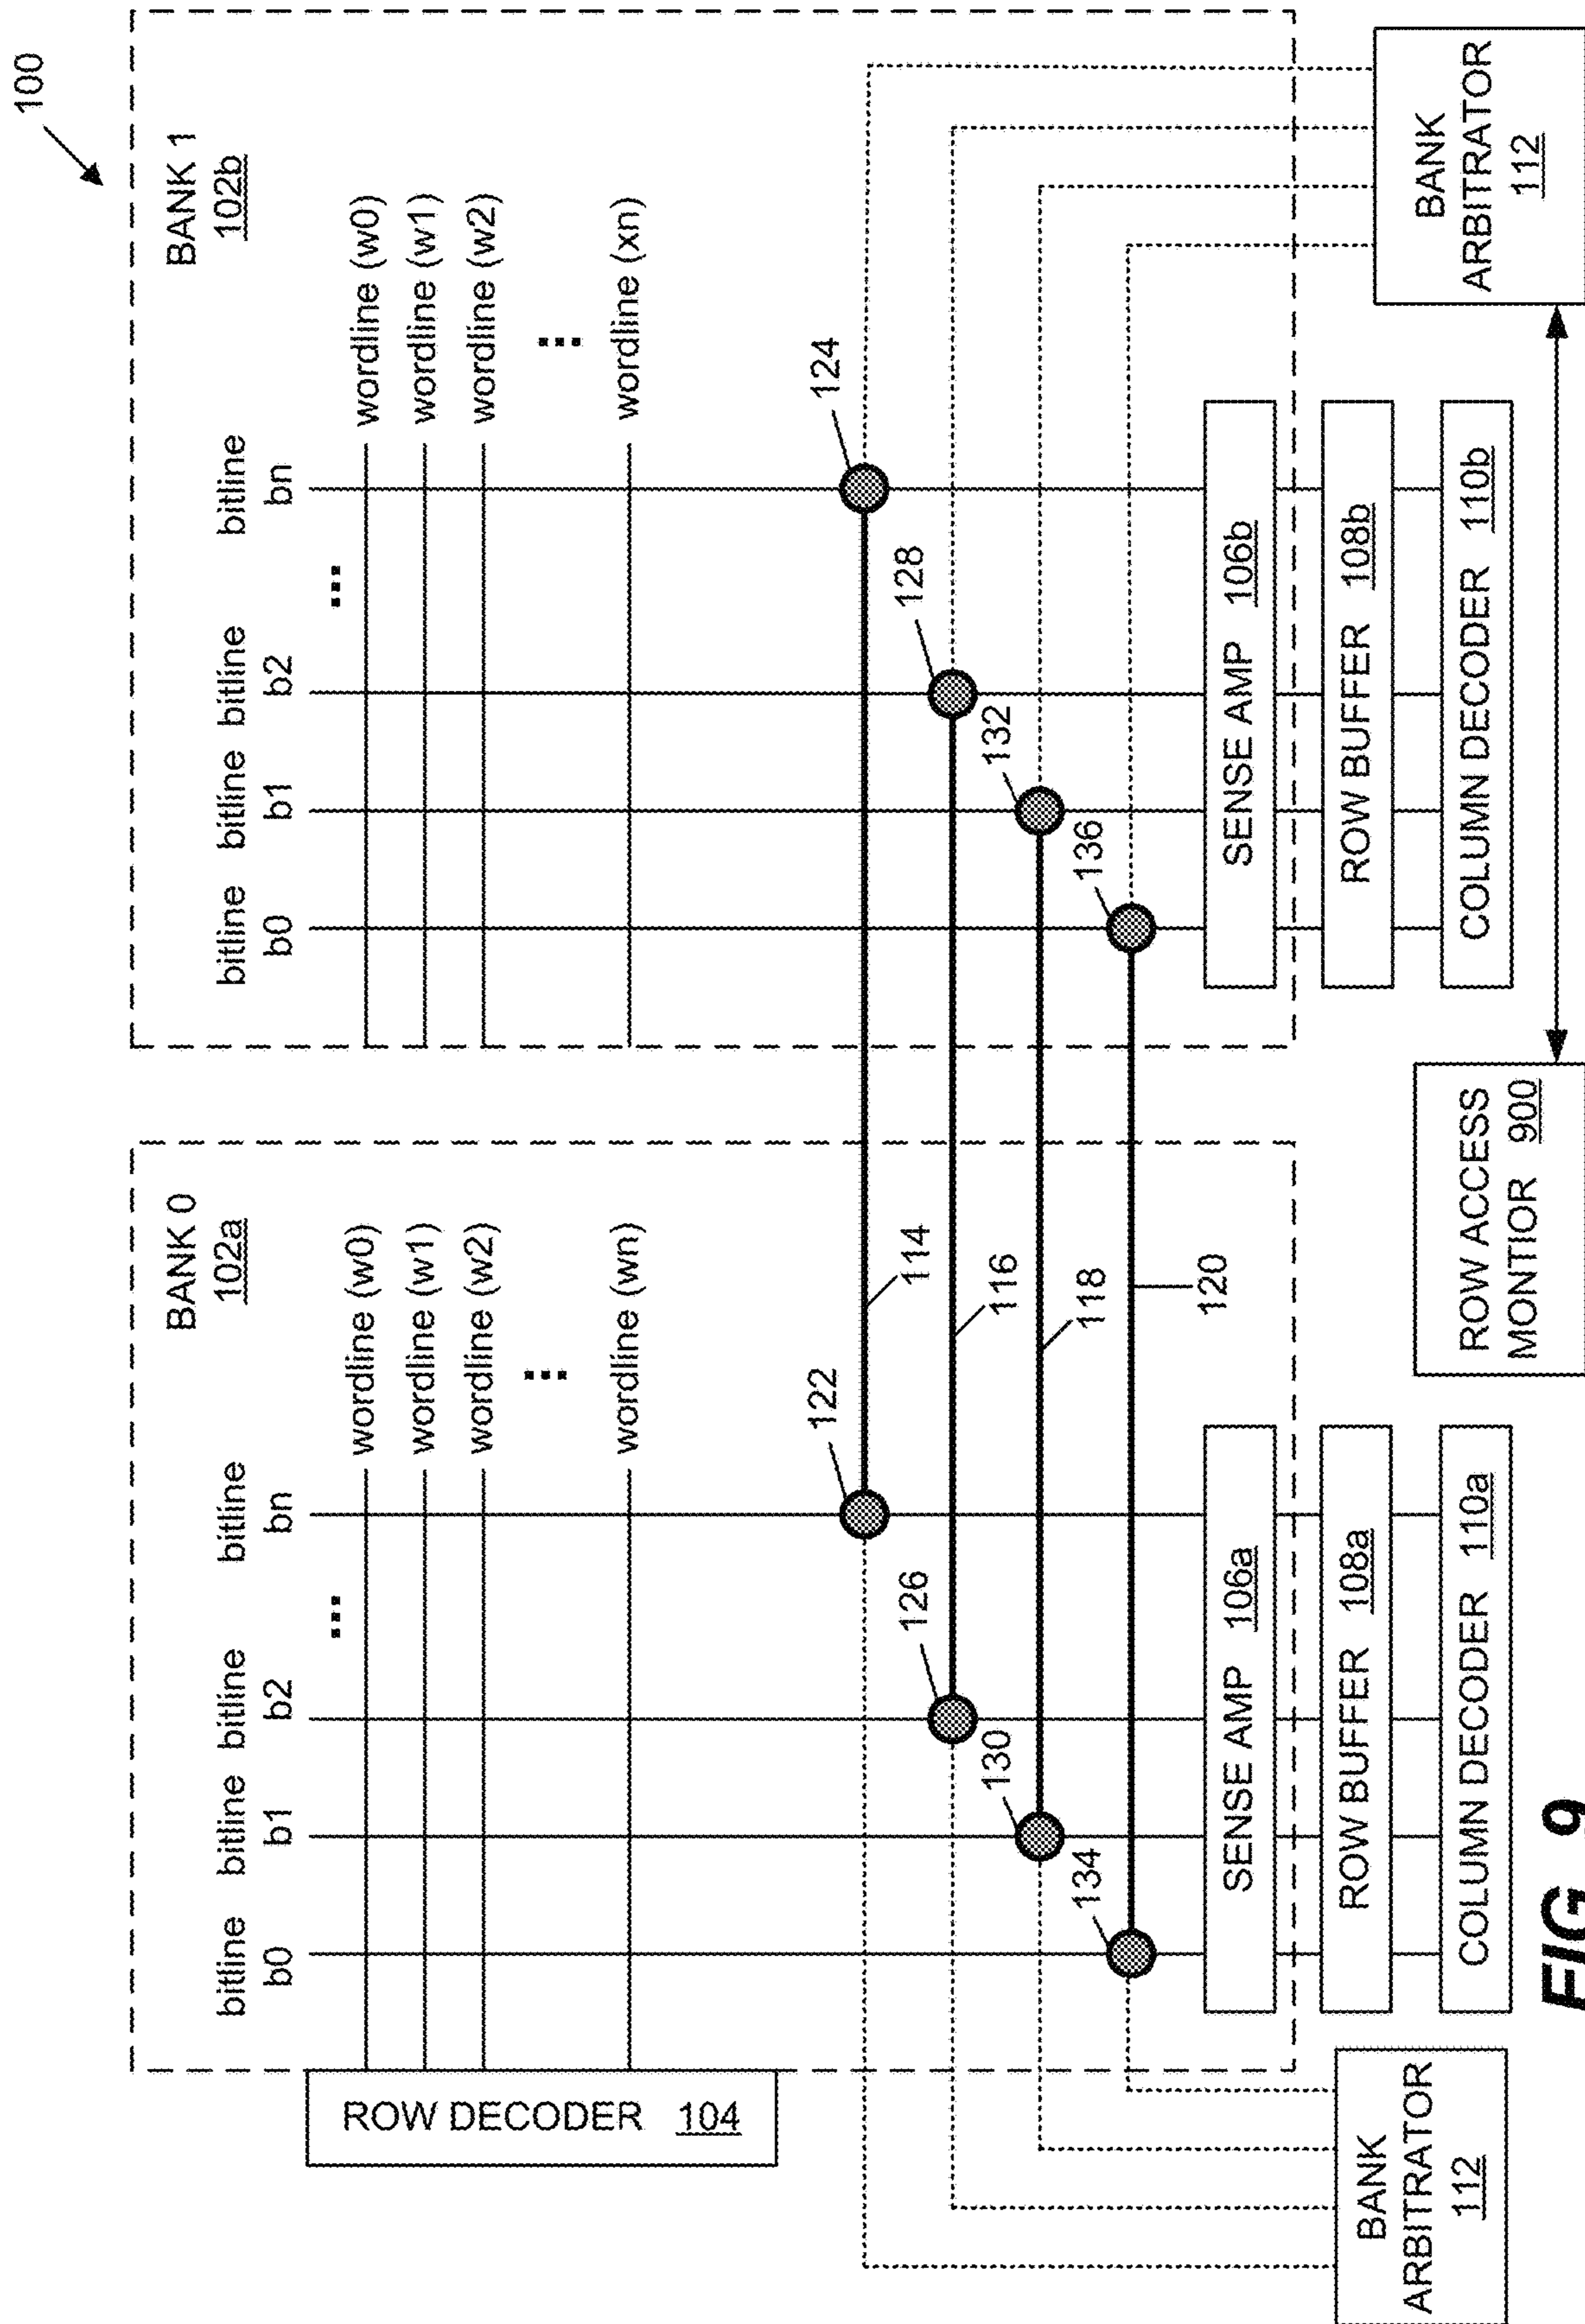 100
BANK 0
102a
BANK 1
102b
bitline bitline bitline bitline
b0 b1 b2 bn
...
wordline (w0)
wordline (w1)
wordline (w2)
...
wordline (wn)
bitline bitline bitline bitline
b0 b1 b2 bn
...
wordline (w0)
wordline (w1)
wordline (w2)
...
wordline (xn)
ROW DECODER 104
122
126
130
134
114
116
118
120
124
128
132
136
SENSE AMP 106a
ROW BUFFER 108a
COLUMN DECODER 110a
SENSE AMP 106b
ROW BUFFER 108b
COLUMN DECODER 110b
BANK
ARBITRATOR
112
ROW ACCESS
MONTIOR 900
BANK
ARBITRATOR
112
FIG. 9